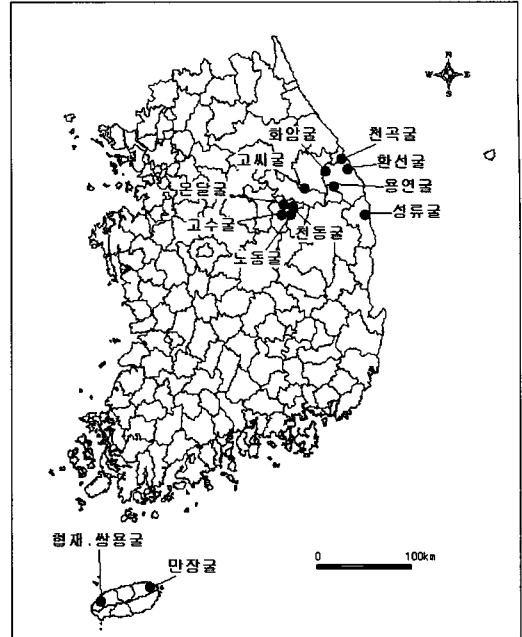 N
W E
S
화암굴 천곡굴
고씨굴 환선굴
온달굴 용연굴
고수굴 천동굴 성류굴
노동굴
협재.쌍용굴
만장굴
0 100km